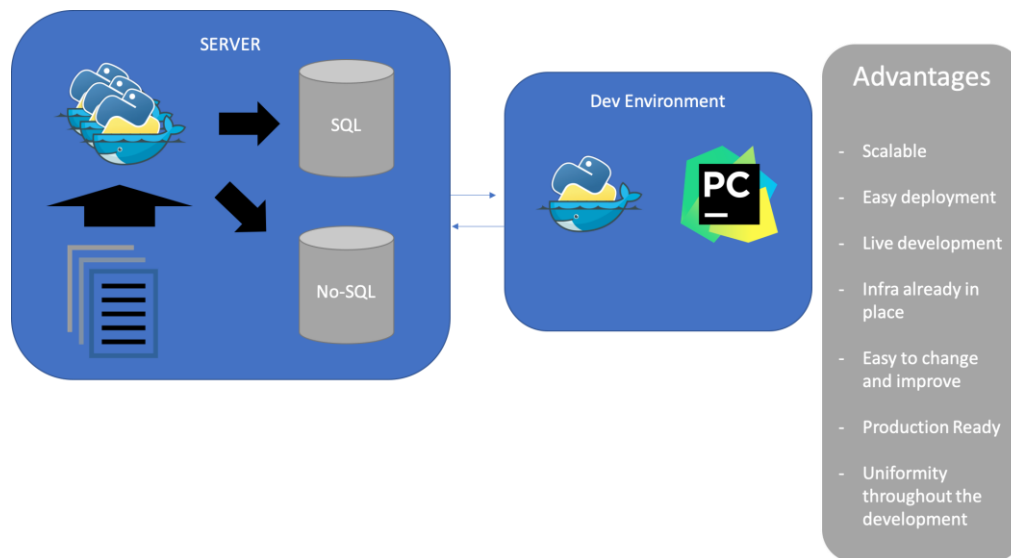 SERVER
SQL
No-SQL
Dev Environment
PC
Advantages
- Scalable
- Easy deployment
- Live development
- Infra already in
place
- Easy to change
and improve
- Production Ready
- Uniformity
throughout the
development